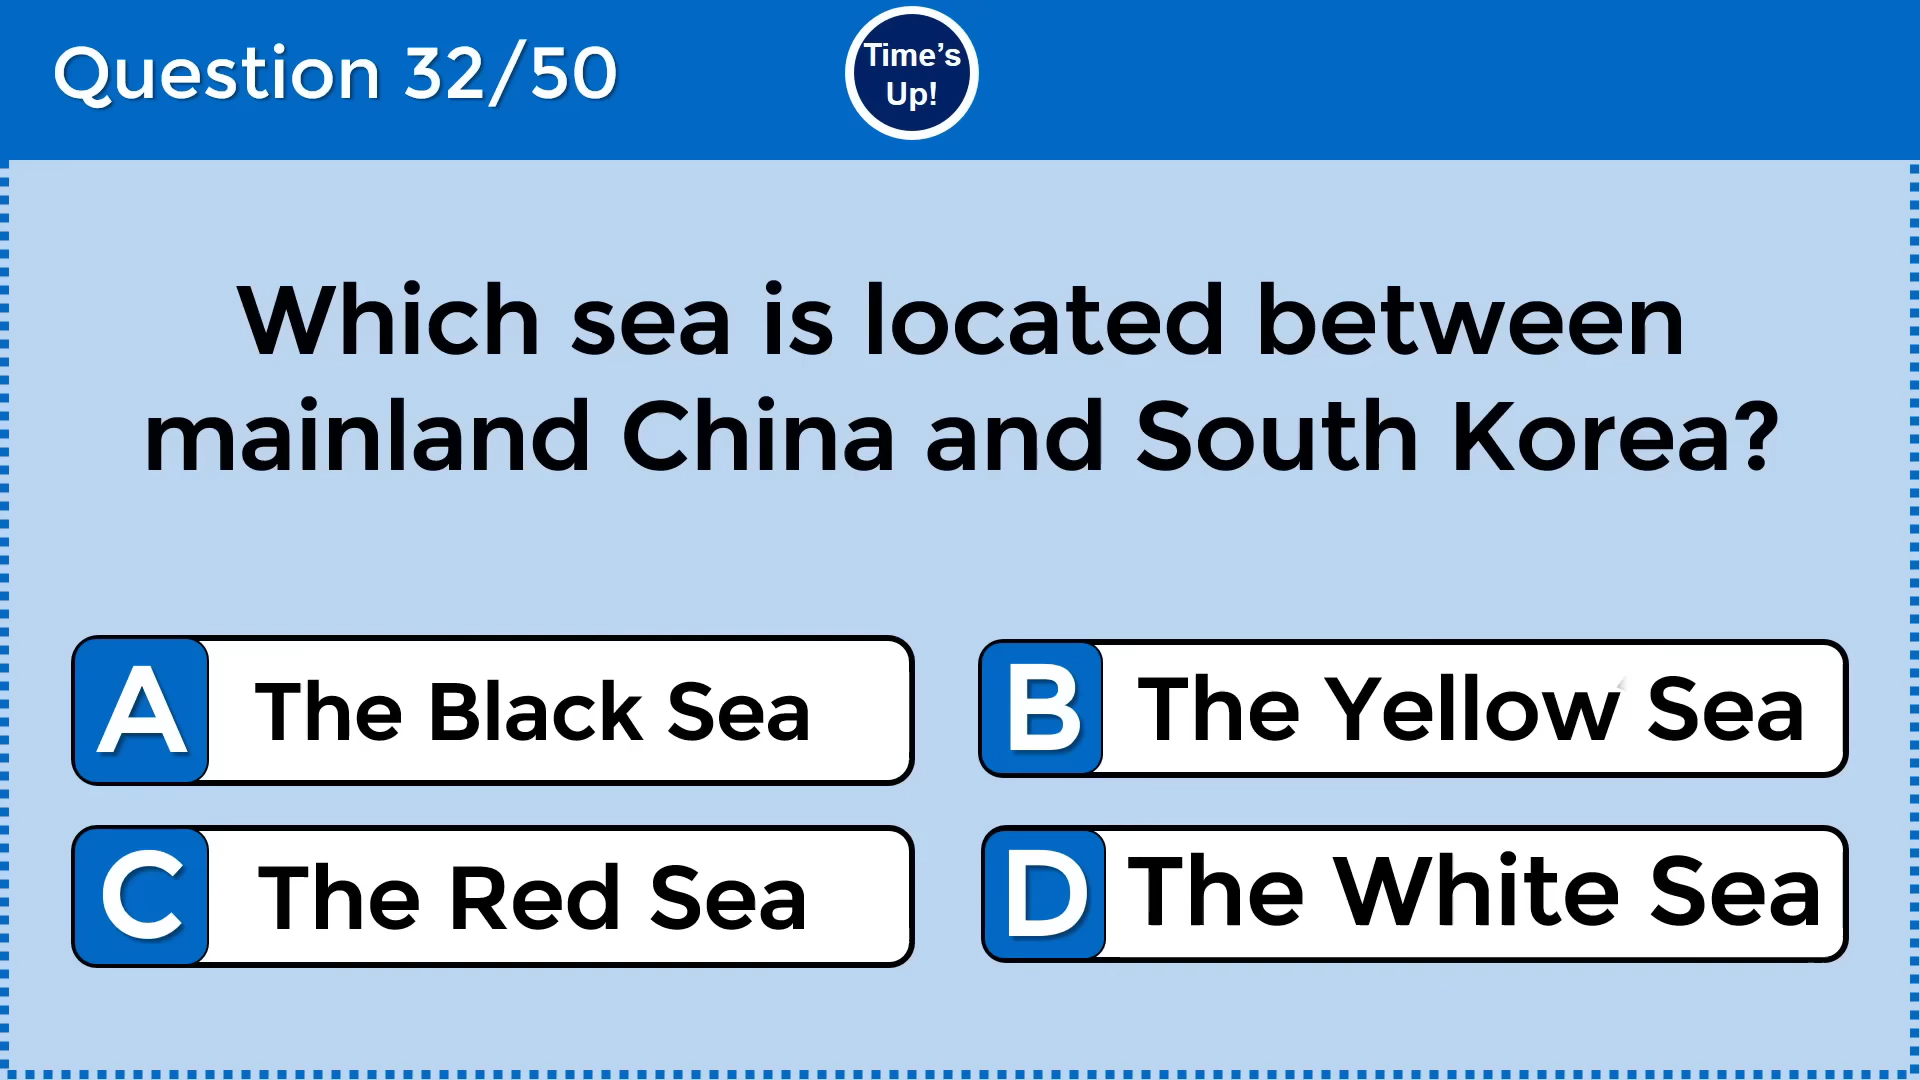 Question 32/50
Time’s
Up!
Which sea is located between
mainland China and South Korea?
A The Black Sea
B The Yellow Sea
C The Red Sea
D The White Sea